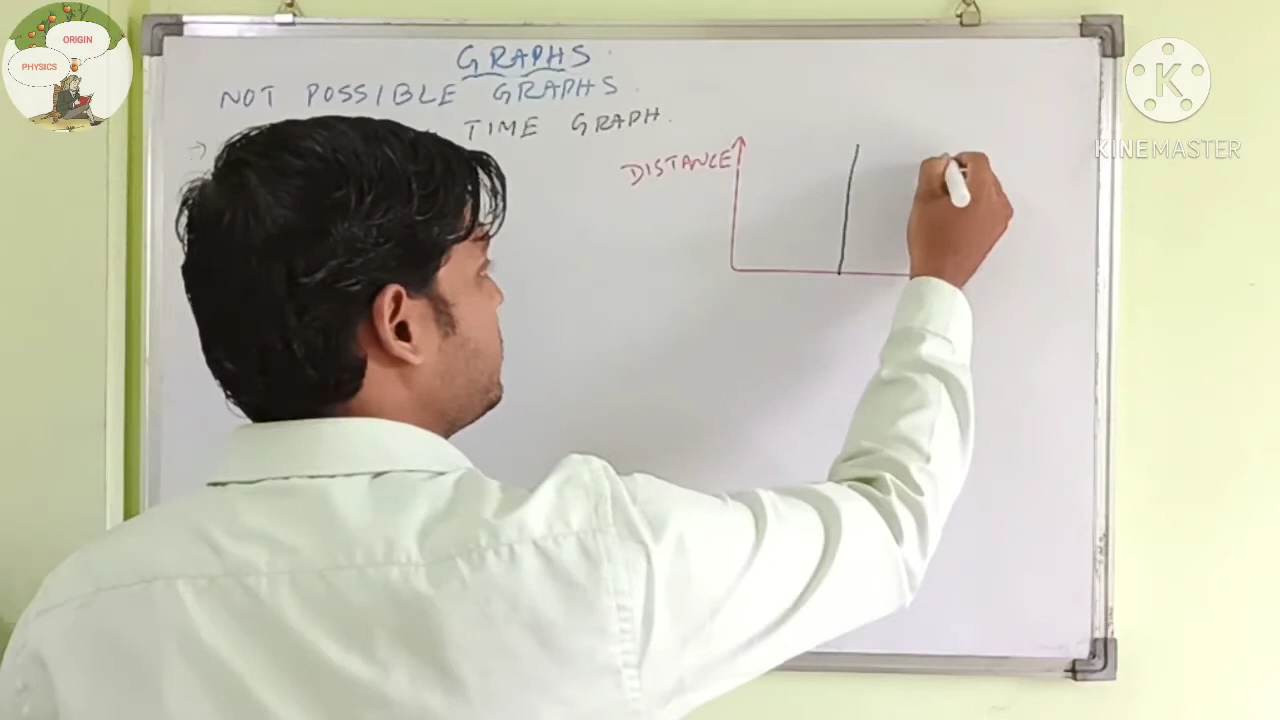 ORIGIN
PHYSICS
GRAPHS
NOT POSSIBLE GRAPHS
TIME GRAPH.
DISTANCE
K
KINEMASTER